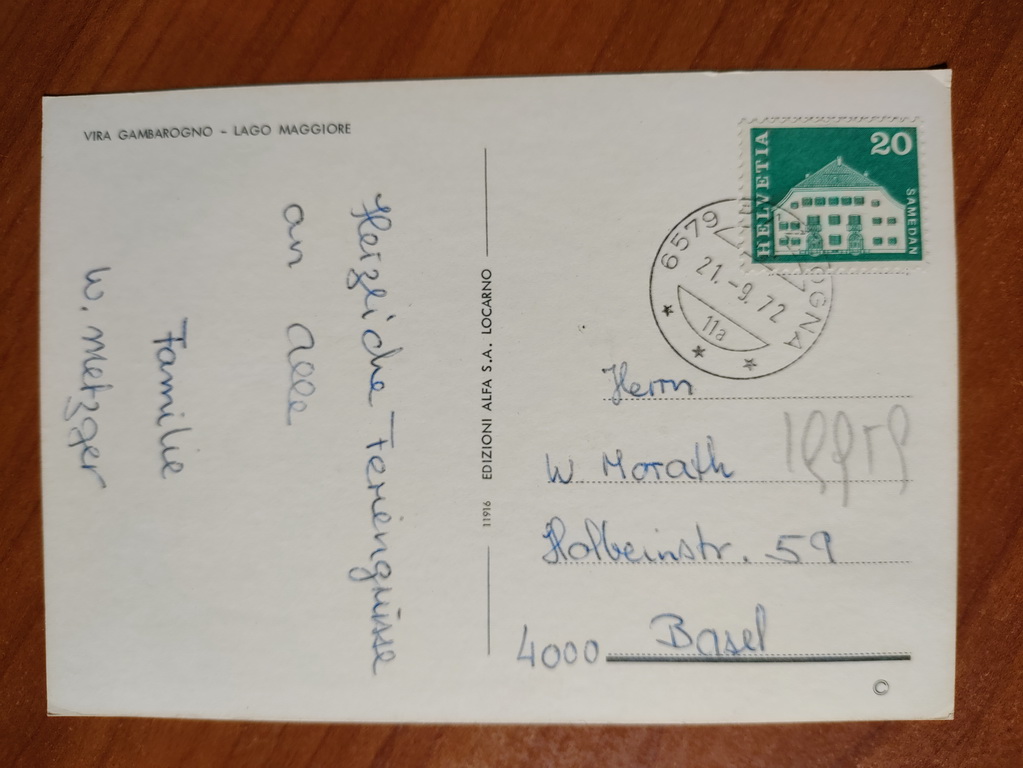 VIRA GAMBAROGNO - LAGO MAGGIORE
Herzliche Feriengrüsse
an alle
Familie
W. Metzger
11916 EDIZIONI ALFA S.A. LOCARNO
HELVETIA
20
SAMEDAN
6579
OGNA
21.-9.72
11a
Herrn
W. Morath
Holbeinstr. 59
4000 Basel
©